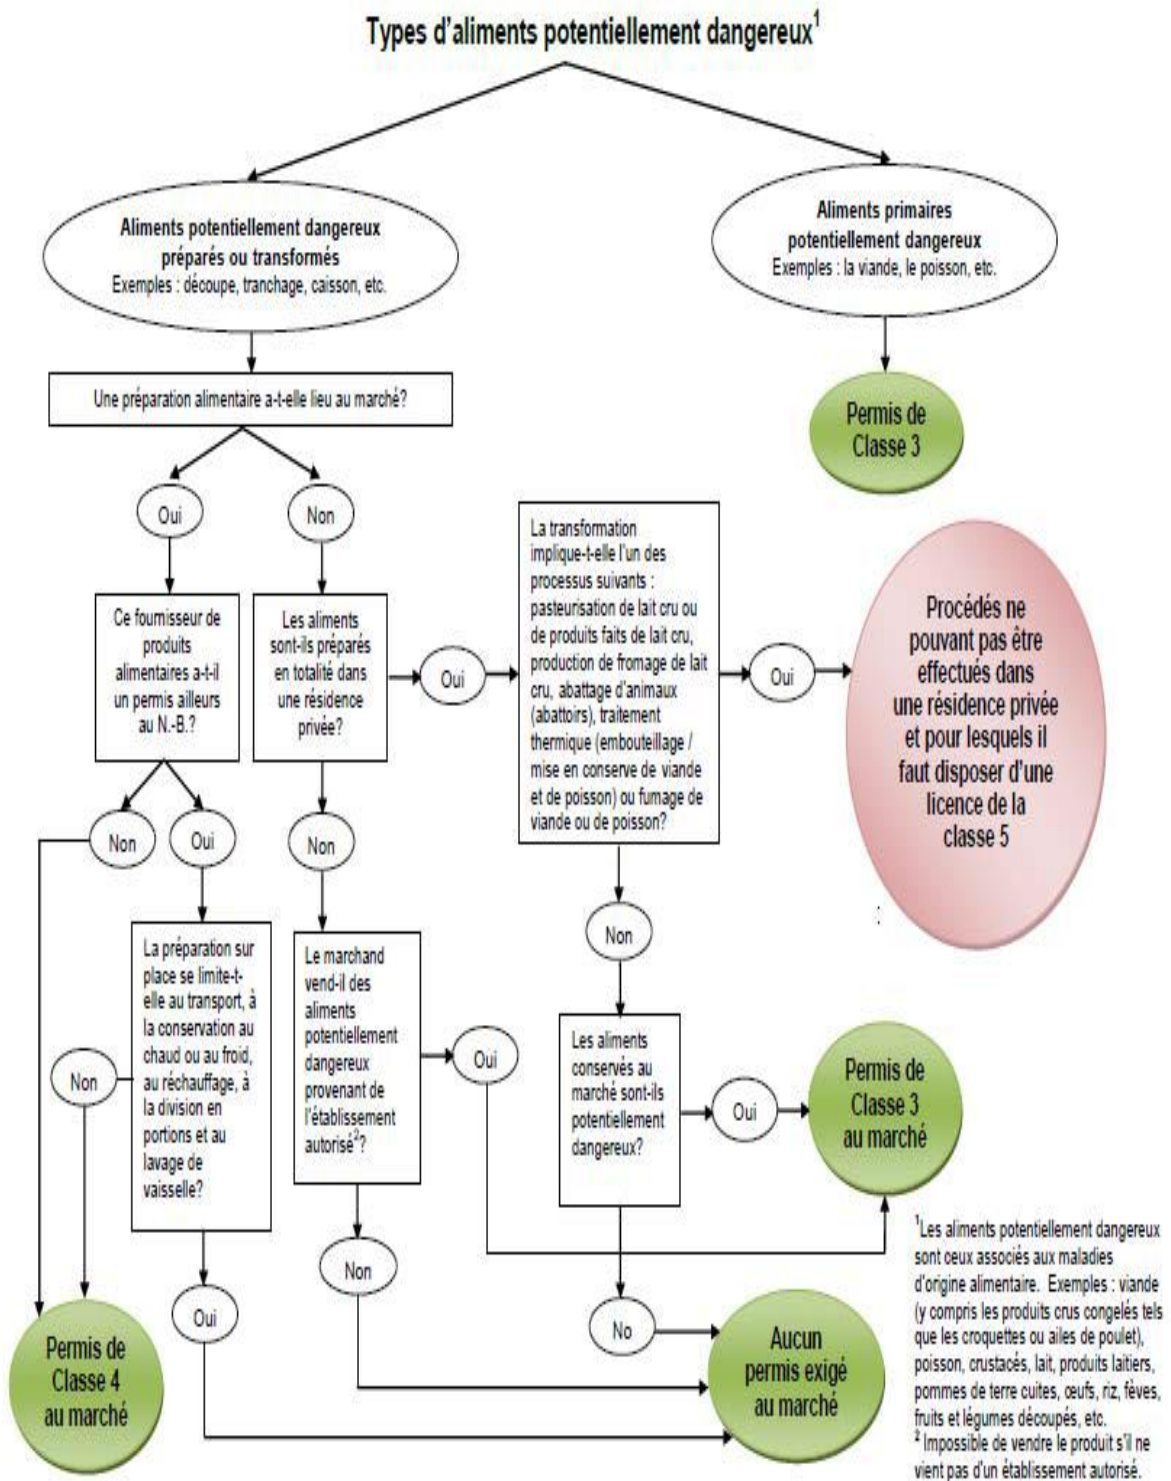 Types d'aliments potentiellement dangereux¹
Aliments potentiellement dangereux
préparés ou transformés
Exemples : découpe, tranchage, caisson, etc.
Aliments primaires
potentiellement dangereux
Exemples : la viande, le poisson, etc.
Une préparation alimentaire a-t-elle lieu au marché?
Permis de
Classe 3
Oui
Non
Ce fournisseur de
produits
alimentaires a-t-il
un permis ailleurs
au N.-B.?
Les aliments
sont-ils préparés
en totalité dans
une résidence
privée?
Oui
La transformation
implique-t-elle l'un des
processus suivants :
pasteurisation de lait cru ou
de produits faits de lait cru,
production de fromage de lait
cru, abattage d'animaux
(abattoirs), traitement
thermique (embouteillage /
mise en conserve de viande
et de poisson) ou fumage de
viande ou de poisson?
Oui
Procédés ne
pouvant pas être
effectués dans
une résidence privée
et pour lesquels il
faut disposer d'une
licence de la
classe 5
Non
Oui
Non
Non
:
La préparation sur
place se limite-t-
elle au transport, à
la conservation au
chaud ou au froid,
au réchauffage, à
la division en
portions et au
lavage de
vaisselle?
Non
Le marchand
vend-il des
aliments
potentiellement
dangereux
provenant de
l'établissement
autorisé²?
Oui
Les aliments
conservés au
marché sont-ils
potentiellement
dangereux?
Oui
Permis de
Classe 3
au marché
Non
Oui
No
Permis de
Classe 4
au marché
Aucun
permis exigé
au marché
¹Les aliments potentiellement dangereux
sont ceux associés aux maladies
d'origine alimentaire. Exemples : viande
(y compris les produits crus congelés tels
que les croquettes ou ailes de poulet),
poisson, crustacés, lait, produits laitiers,
pommes de terre cuites, œufs, riz, fèves,
fruits et légumes découpés, etc.
² Impossible de vendre le produit s'il ne
vient pas d'un établissement autorisé.